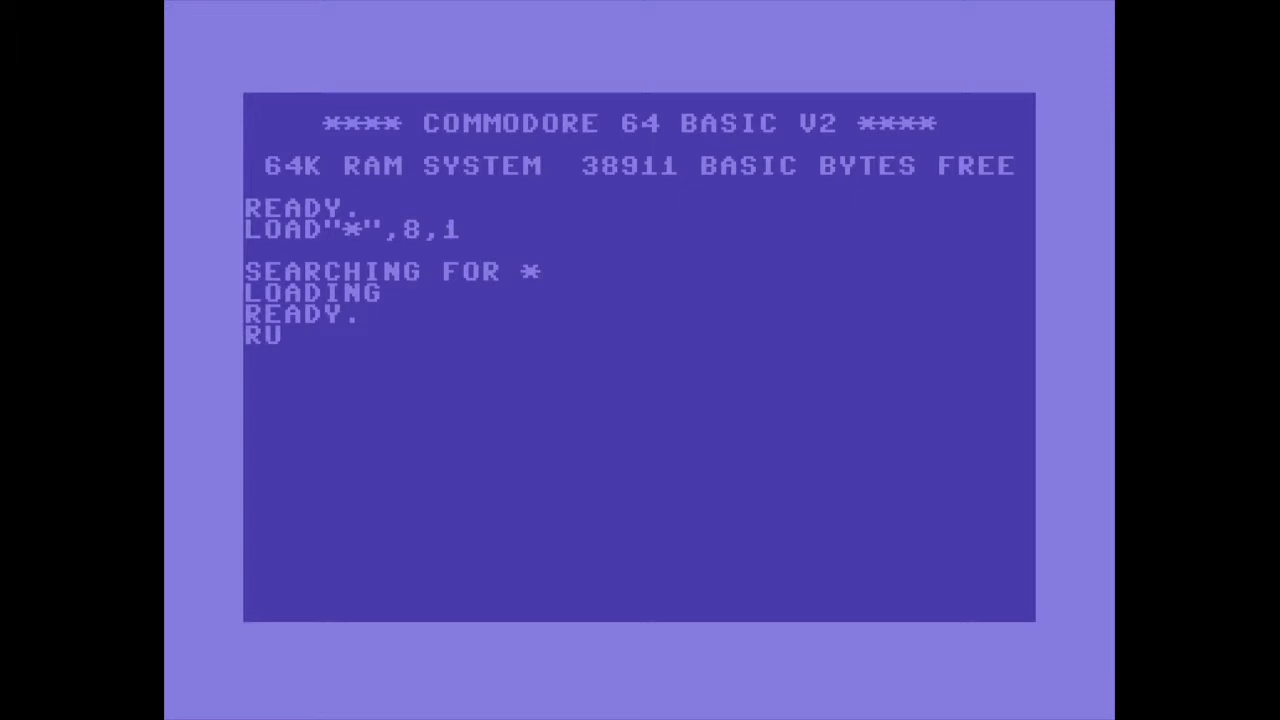 **** COMMODORE 64 BASIC V2 ****
64K RAM SYSTEM  38911 BASIC BYTES FREE
READY.
LOAD"*",8,1
SEARCHING FOR *
LOADING
READY.
RU